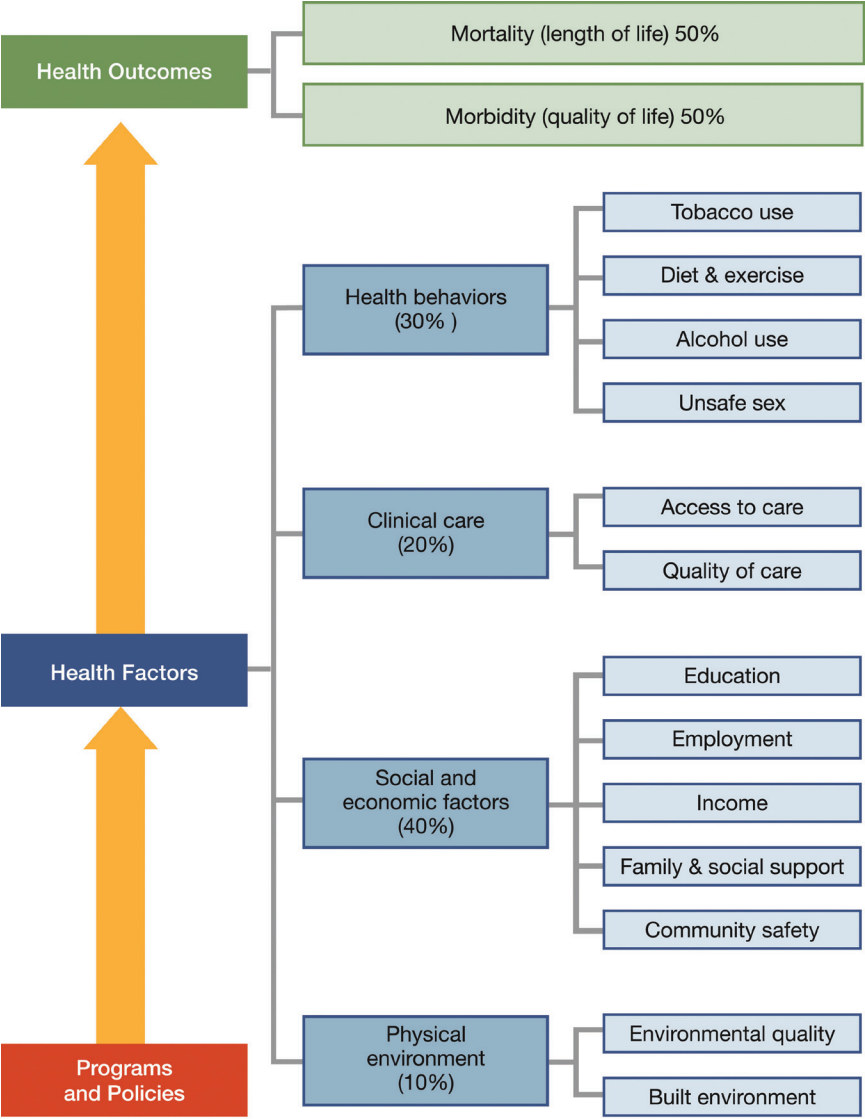 Health Outcomes
Mortality (length of life) 50%
Morbidity (quality of life) 50%
Health Factors
Health behaviors
(30% )
Tobacco use
Diet & exercise
Alcohol use
Unsafe sex
Clinical care
(20%)
Access to care
Quality of care
Social and
economic factors
(40%)
Education
Employment
Income
Family & social support
Community safety
Physical
environment
(10%)
Environmental quality
Built environment
Programs
and Policies